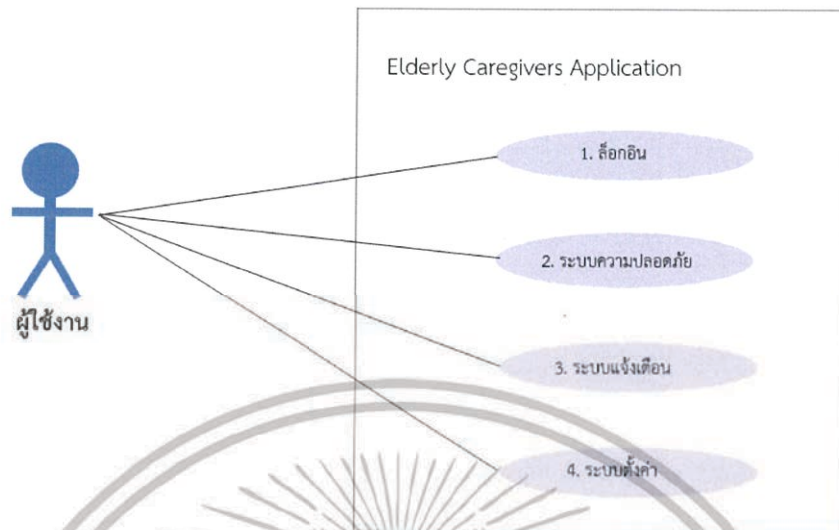 Elderly Caregivers Application
1. ล็อกอิน
2. ระบบความปลอดภัย
ผู้ใช้งาน
3. ระบบแจ้งเตือน
4. ระบบตั้งค่า